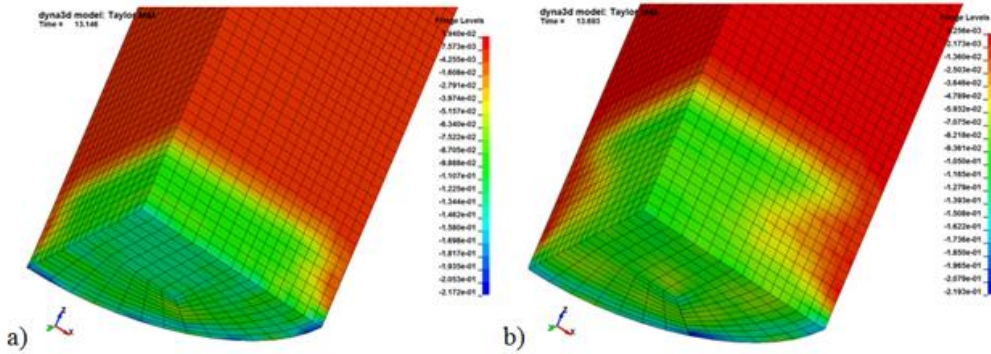 dyna3d model: Taylor
Time = 13.146
Levels
-7.573e-03
-4.255e-03
-1.608e-02
-2.791e-02
-3.974e-02
-5.157e-02
-6.340e-02
-7.522e-02
-8.705e-02
-9.888e-02
-1.107e-01
-1.225e-01
-1.344e-01
-1.462e-01
-1.580e-01
-1.698e-01
-1.817e-01
-1.935e-01
-2.053e-01
-2.172e-01
Z
Y
X
a)
dyna3d model: Taylor
Time = 13.693
Levels
-2.173e-03
-1.360e-02
-2.503e-02
-3.646e-02
-4.789e-02
-5.932e-02
-7.075e-02
-8.218e-02
-9.361e-02
-1.050e-01
-1.165e-01
-1.279e-01
-1.393e-01
-1.508e-01
-1.622e-01
-1.736e-01
-1.850e-01
-1.965e-01
-2.079e-01
-2.193e-01
Z
Y
X
b)